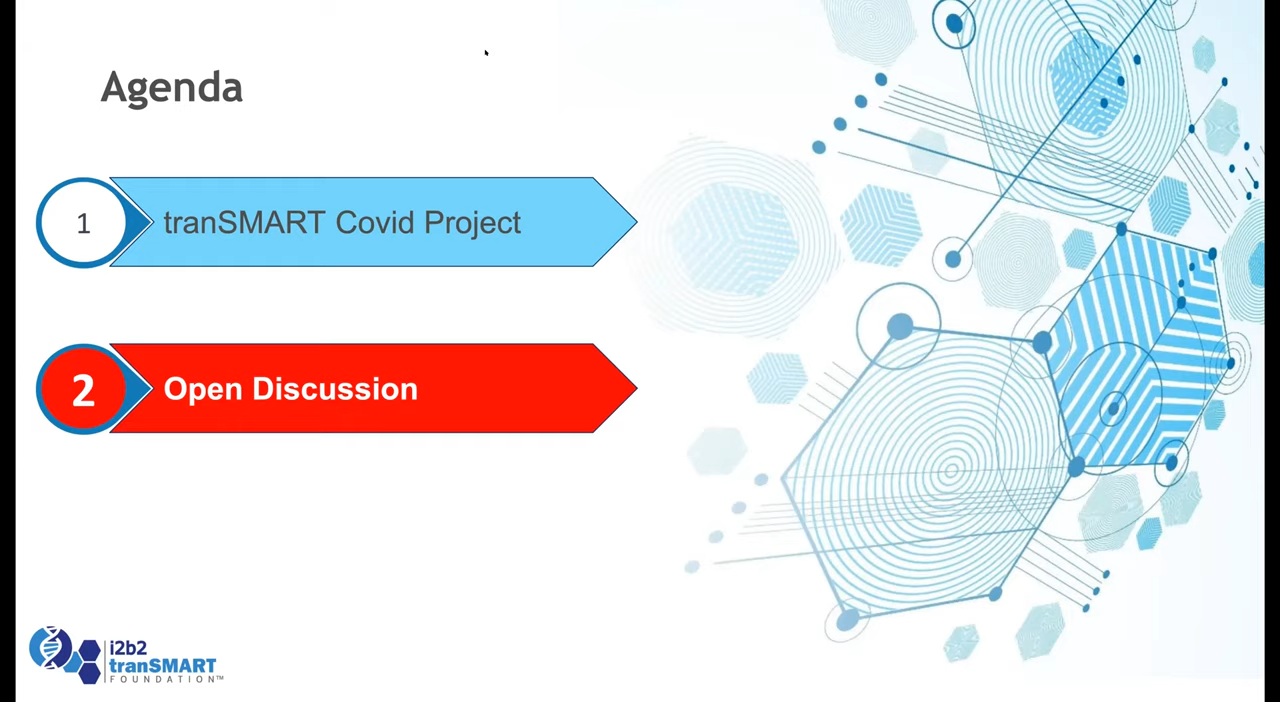 Agenda
1
tranSMART Covid Project
2
Open Discussion
i2b2
tranSMART
FOUNDATION™